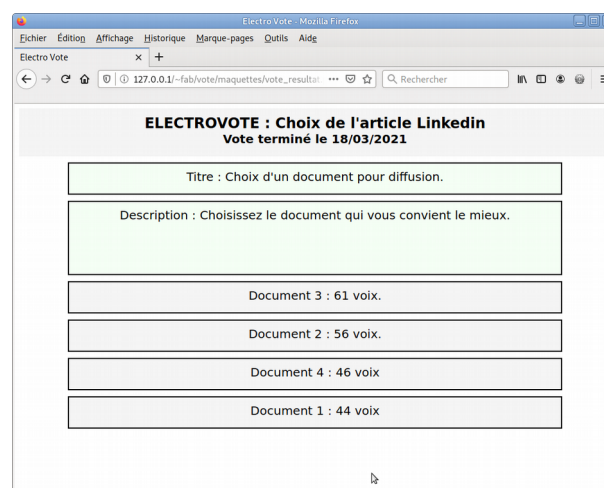 Electro Vote - Mozilla Firefox
Fichier Édition Affichage Historique Marque-pages Outils Aide
Electro Vote × +
127.0.0.1/~fab/vote/maquettes/vote_resultat ••• Rechercher
ELECTROVOTE : Choix de l'article Linkedin
Vote terminé le 18/03/2021
Titre : Choix d'un document pour diffusion.
Description : Choisissez le document qui vous convient le mieux.
Document 3 : 61 voix.
Document 2 : 56 voix.
Document 4 : 46 voix
Document 1 : 44 voix